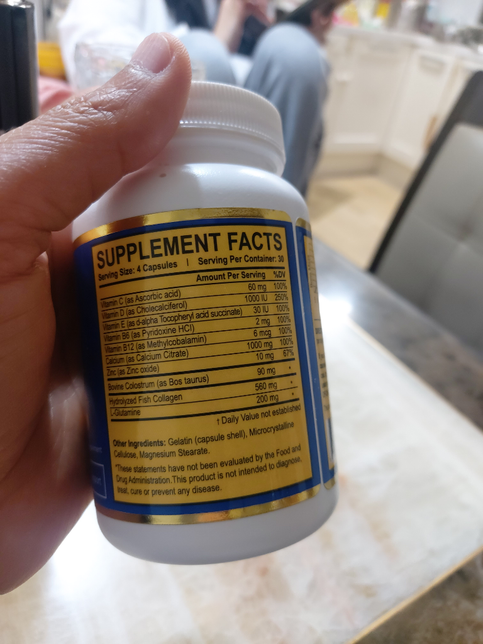 SUPPLEMENT FACTS
Serving Size: 4 Capsules | Serving Per Container: 30
Amount Per Serving %DV
Vitamin C (as Ascorbic acid) 60 mg 100%
Vitamin D (as Cholecalciferol) 1000 IU 250%
Vitamin E (as d-alpha Tocopheryl acid succinate) 30 IU 100%
Vitamin B6 (as Pyridoxine HCl) 2 mg 100%
Vitamin B12 (as Methylcobalamin) 6 mcg 100%
Calcium (as Calcium Citrate) 1000 mg 100%
Zinc (as Zinc oxide) 10 mg 67%
Bovine Colostrum (as Bos taurus) 90 mg
Hydrolyzed Fish Collagen 560 mg
L-Glutamine 200 mg
† Daily Value not established
Other Ingredients: Gelatin (capsule shell), Microcrystalline
Cellulose, Magnesium Stearate.
*These statements have not been evaluated by the Food and
Drug Administration.This product is not intended to diagnose,
treat, cure or prevent any disease.